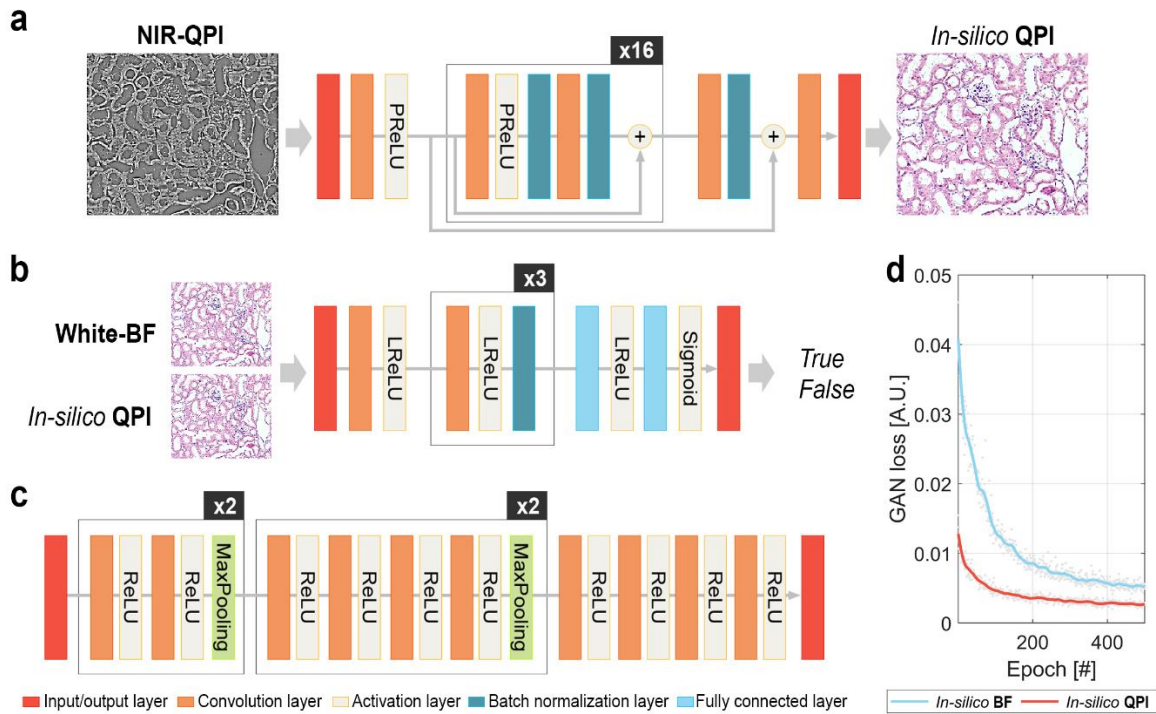 a
NIR-QPI
In-silico QPI
x16
PReLU
PReLU
+
+
b
White-BF
In-silico QPI
x3
LReLU
LReLU
LReLU
Sigmoid
True
False
c
x2
x2
ReLU
ReLU
MaxPooling
ReLU
ReLU
ReLU
ReLU
MaxPooling
ReLU
ReLU
ReLU
ReLU
Input/output layer
Convolution layer
Activation layer
Batch normalization layer
Fully connected layer
d
0.05
0.04
0.03
0.02
0.01
0
GAN loss [A.U.]
200
400
Epoch [#]
In-silico BF
In-silico QPI